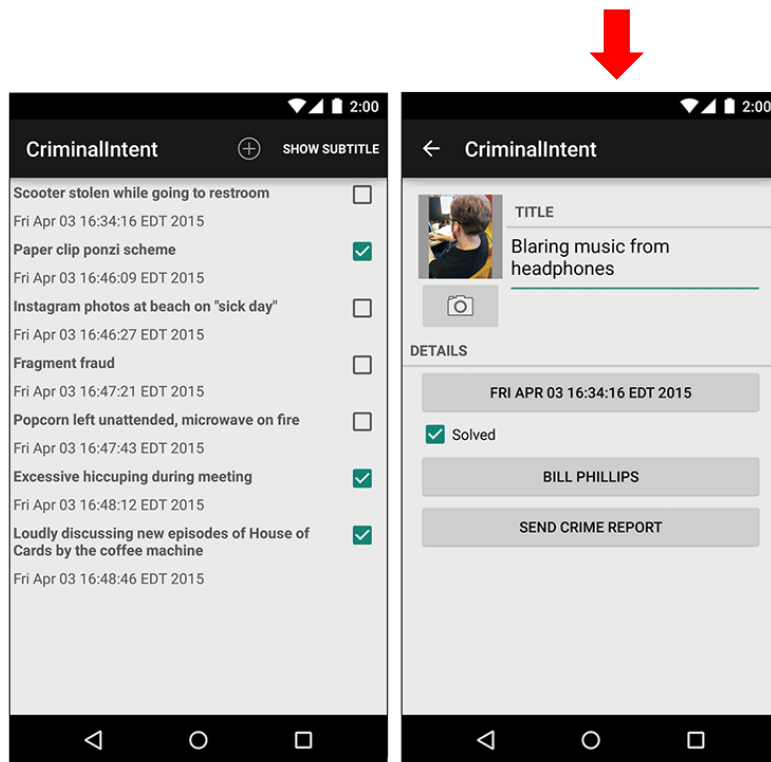 2:00
CriminalIntent SHOW SUBTITLE
Scooter stolen while going to restroom
Fri Apr 03 16:34:16 EDT 2015
Paper clip ponzi scheme
Fri Apr 03 16:46:09 EDT 2015
Instagram photos at beach on "sick day"
Fri Apr 03 16:46:27 EDT 2015
Fragment fraud
Fri Apr 03 16:47:21 EDT 2015
Popcorn left unattended, microwave on fire
Fri Apr 03 16:47:43 EDT 2015
Excessive hiccuping during meeting
Fri Apr 03 16:48:12 EDT 2015
Loudly discussing new episodes of House of
Cards by the coffee machine
Fri Apr 03 16:48:46 EDT 2015
2:00
CriminalIntent
TITLE
Blaring music from
headphones
DETAILS
FRI APR 03 16:34:16 EDT 2015
Solved
BILL PHILLIPS
SEND CRIME REPORT